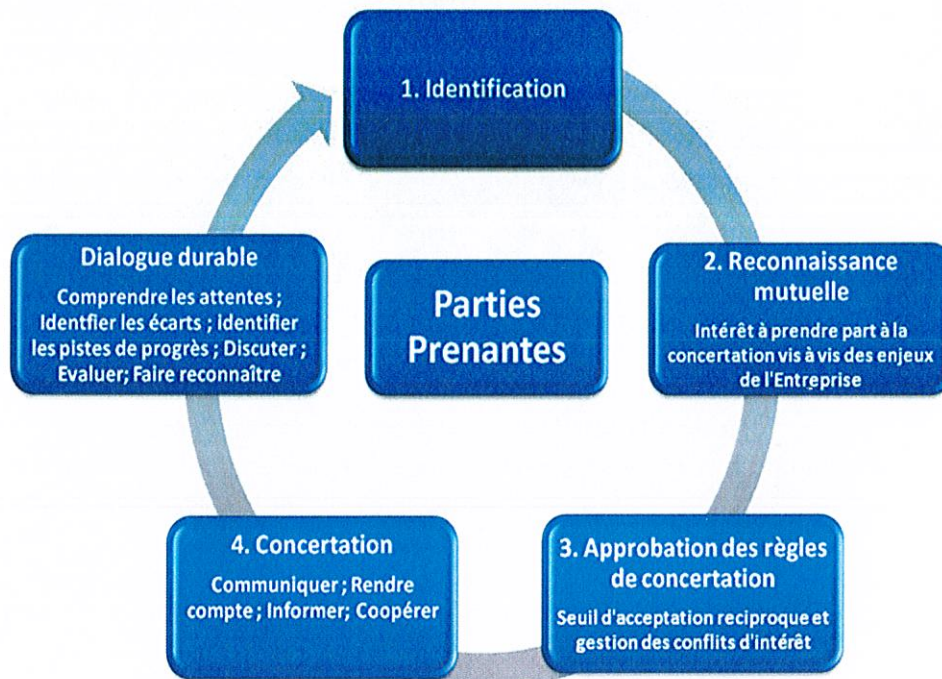 1. Identification
2. Reconnaissance
mutuelle
Intérêt à prendre part à la
concertation vis à vis des enjeux
de l'Entreprise
3. Approbation des règles
de concertation
Seuil d'acceptation reciproque et
gestion des conflits d'intérêt
4. Concertation
Communiquer ; Rendre
compte ; Informer; Coopérer
Dialogue durable
Comprendre les attentes ;
Identfier les écarts ; identifier
les pistes de progrès ; Discuter ;
Evaluer; Faire reconnaître
Parties
Prenantes